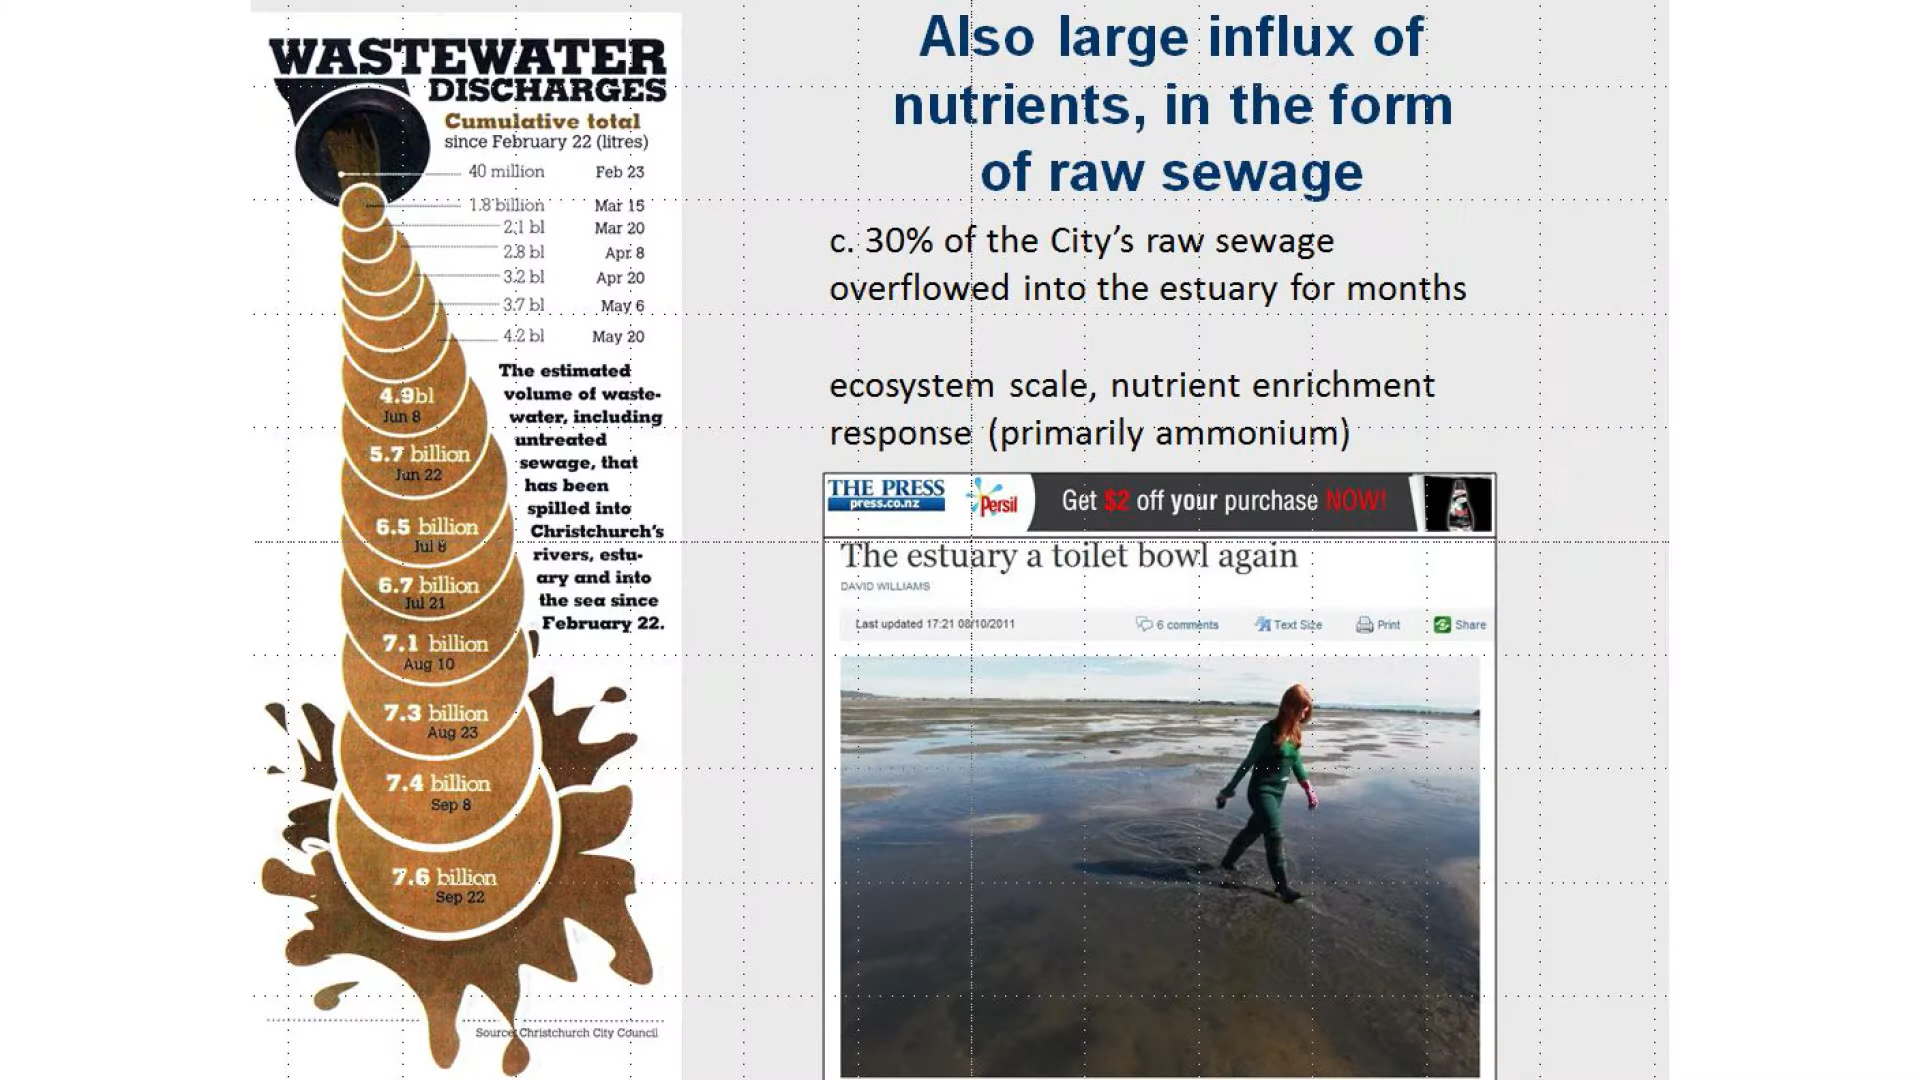 WASTEWATER
DISCHARGES
Cumulative total
since February 22 (litres)
40 million Feb 23
1.8 billion Mar 15
2.1 bl Mar 20
2.8 bl Apr 8
3.2 bl Apr 20
3.7 bl May 6
4.2 bl May 20
4.9bl
Jun 8
5.7 billion
Jun 22
6.5 billion
Jul 8
6.7 billion
Jul 21
7.1 billion
Aug 10
7.3 billion
Aug 23
7.4 billion
Sep 8
7.6 billion
Sep 22
The estimated
volume of waste-
water, including
untreated
sewage, that
has been
spilled into
Christchurch's
rivers, estu-
ary and into
the sea since
February 22.
Source: Christchurch City Council
Also large influx of
nutrients, in the form
of raw sewage
c. 30% of the City's raw sewage
overflowed into the estuary for months
ecosystem scale, nutrient enrichment
response (primarily ammonium)
THE PRESS
press.co.nz
Persil
Get $2 off your purchase NOW!
The estuary a toilet bowl again
DAVID WILLIAMS
Last updated 17:21 08/10/2011
6 comments
Text Size
Print
Share